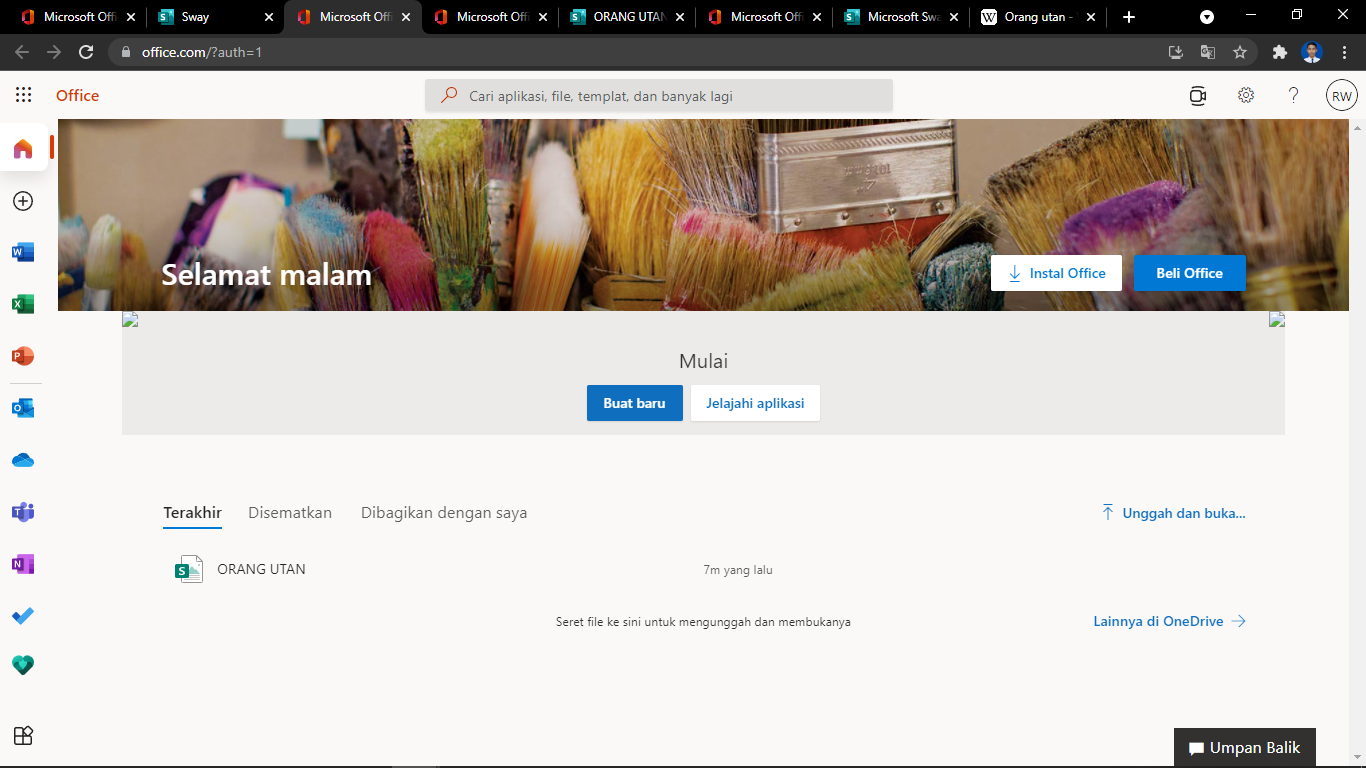 Microsoft Offi
Sway
Microsoft Offi
Microsoft Offi
ORANG UTAN
Microsoft Offi
Microsoft Swa
Orang utan -
office.com/?auth=1
Office
Cari aplikasi, file, templat, dan banyak lagi
RW
Selamat malam
Instal Office
Beli Office
Mulai
Buat baru
Jelajahi aplikasi
Terakhir
Disematkan
Dibagikan dengan saya
Unggah dan buka...
ORANG UTAN
7m yang lalu
Seret file ke sini untuk mengunggah dan membukanya
Lainnya di OneDrive
Umpan Balik